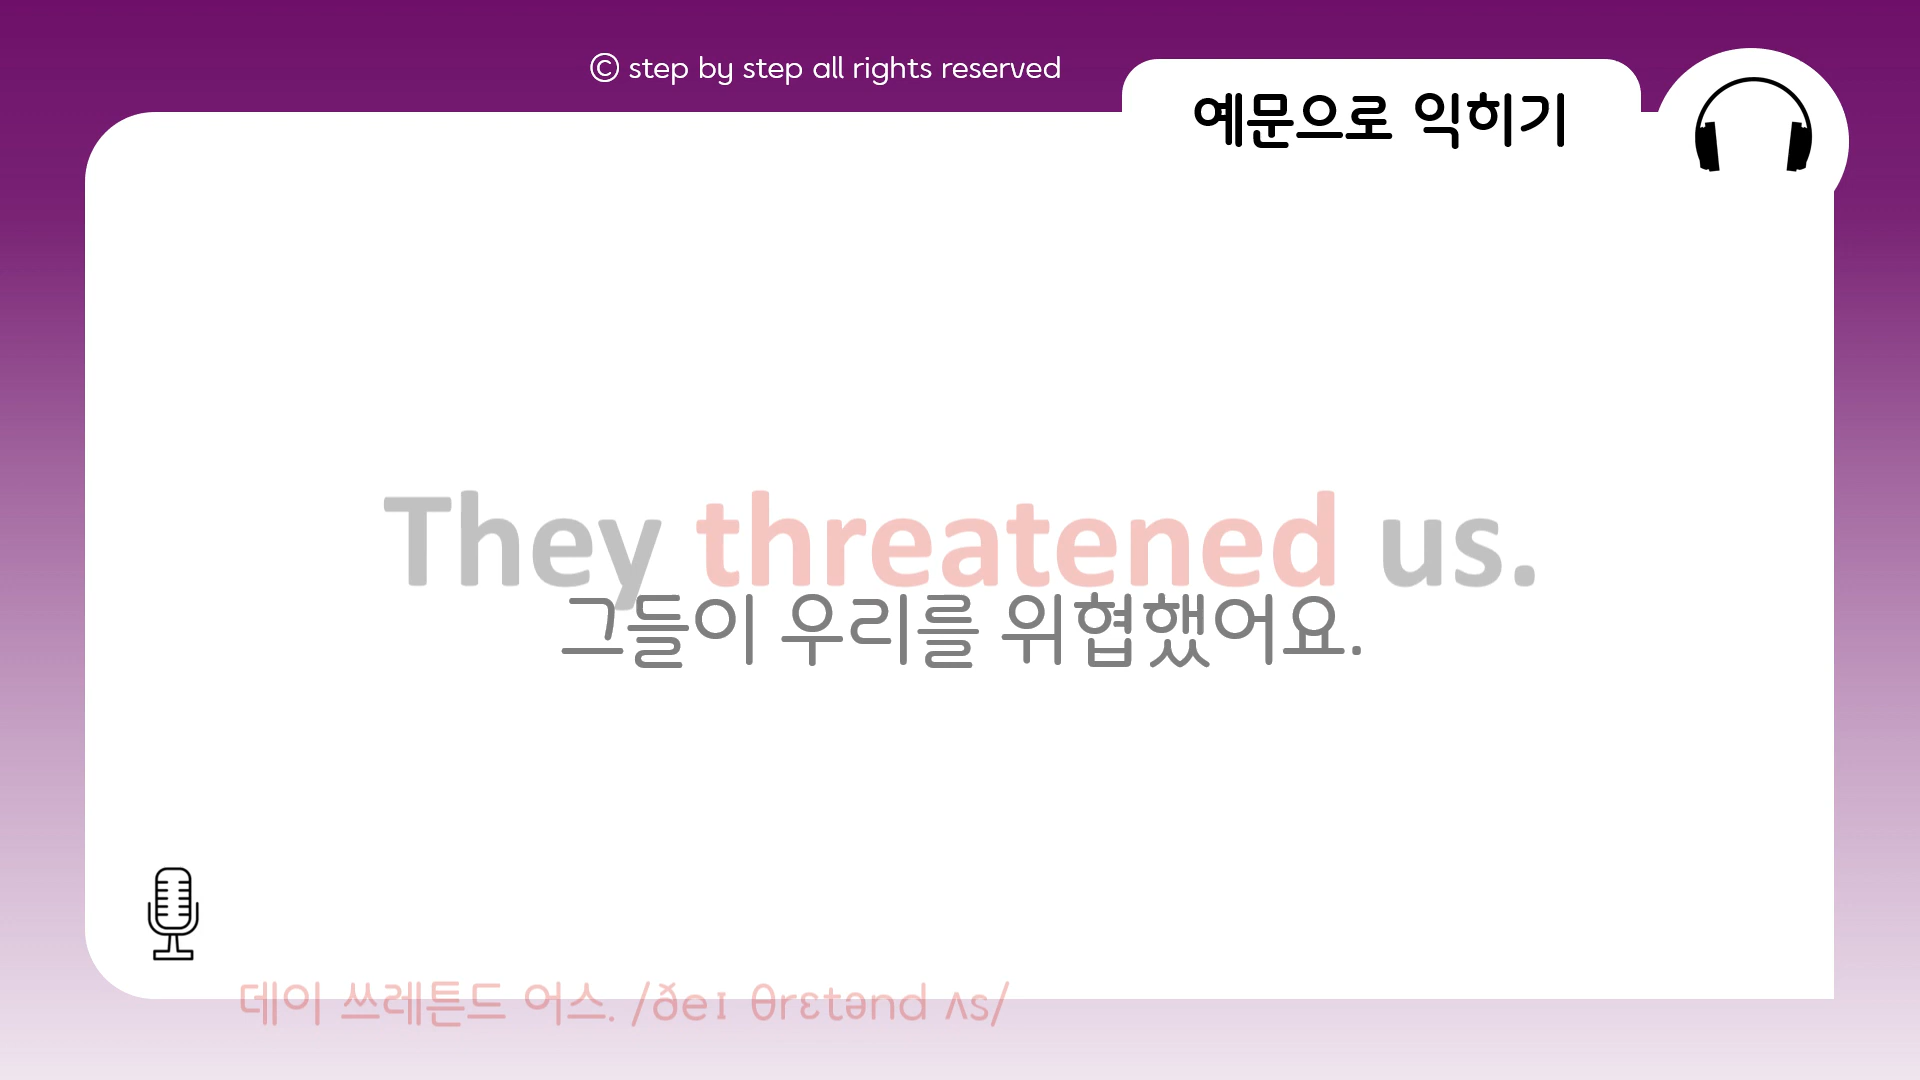 © step by step all rights reserved
예문으로 익히기
They threatened us.
그들이 우리를 위협했어요.
데이 쓰레튼드 어스. /ðeɪ θrɛtənd ʌs/